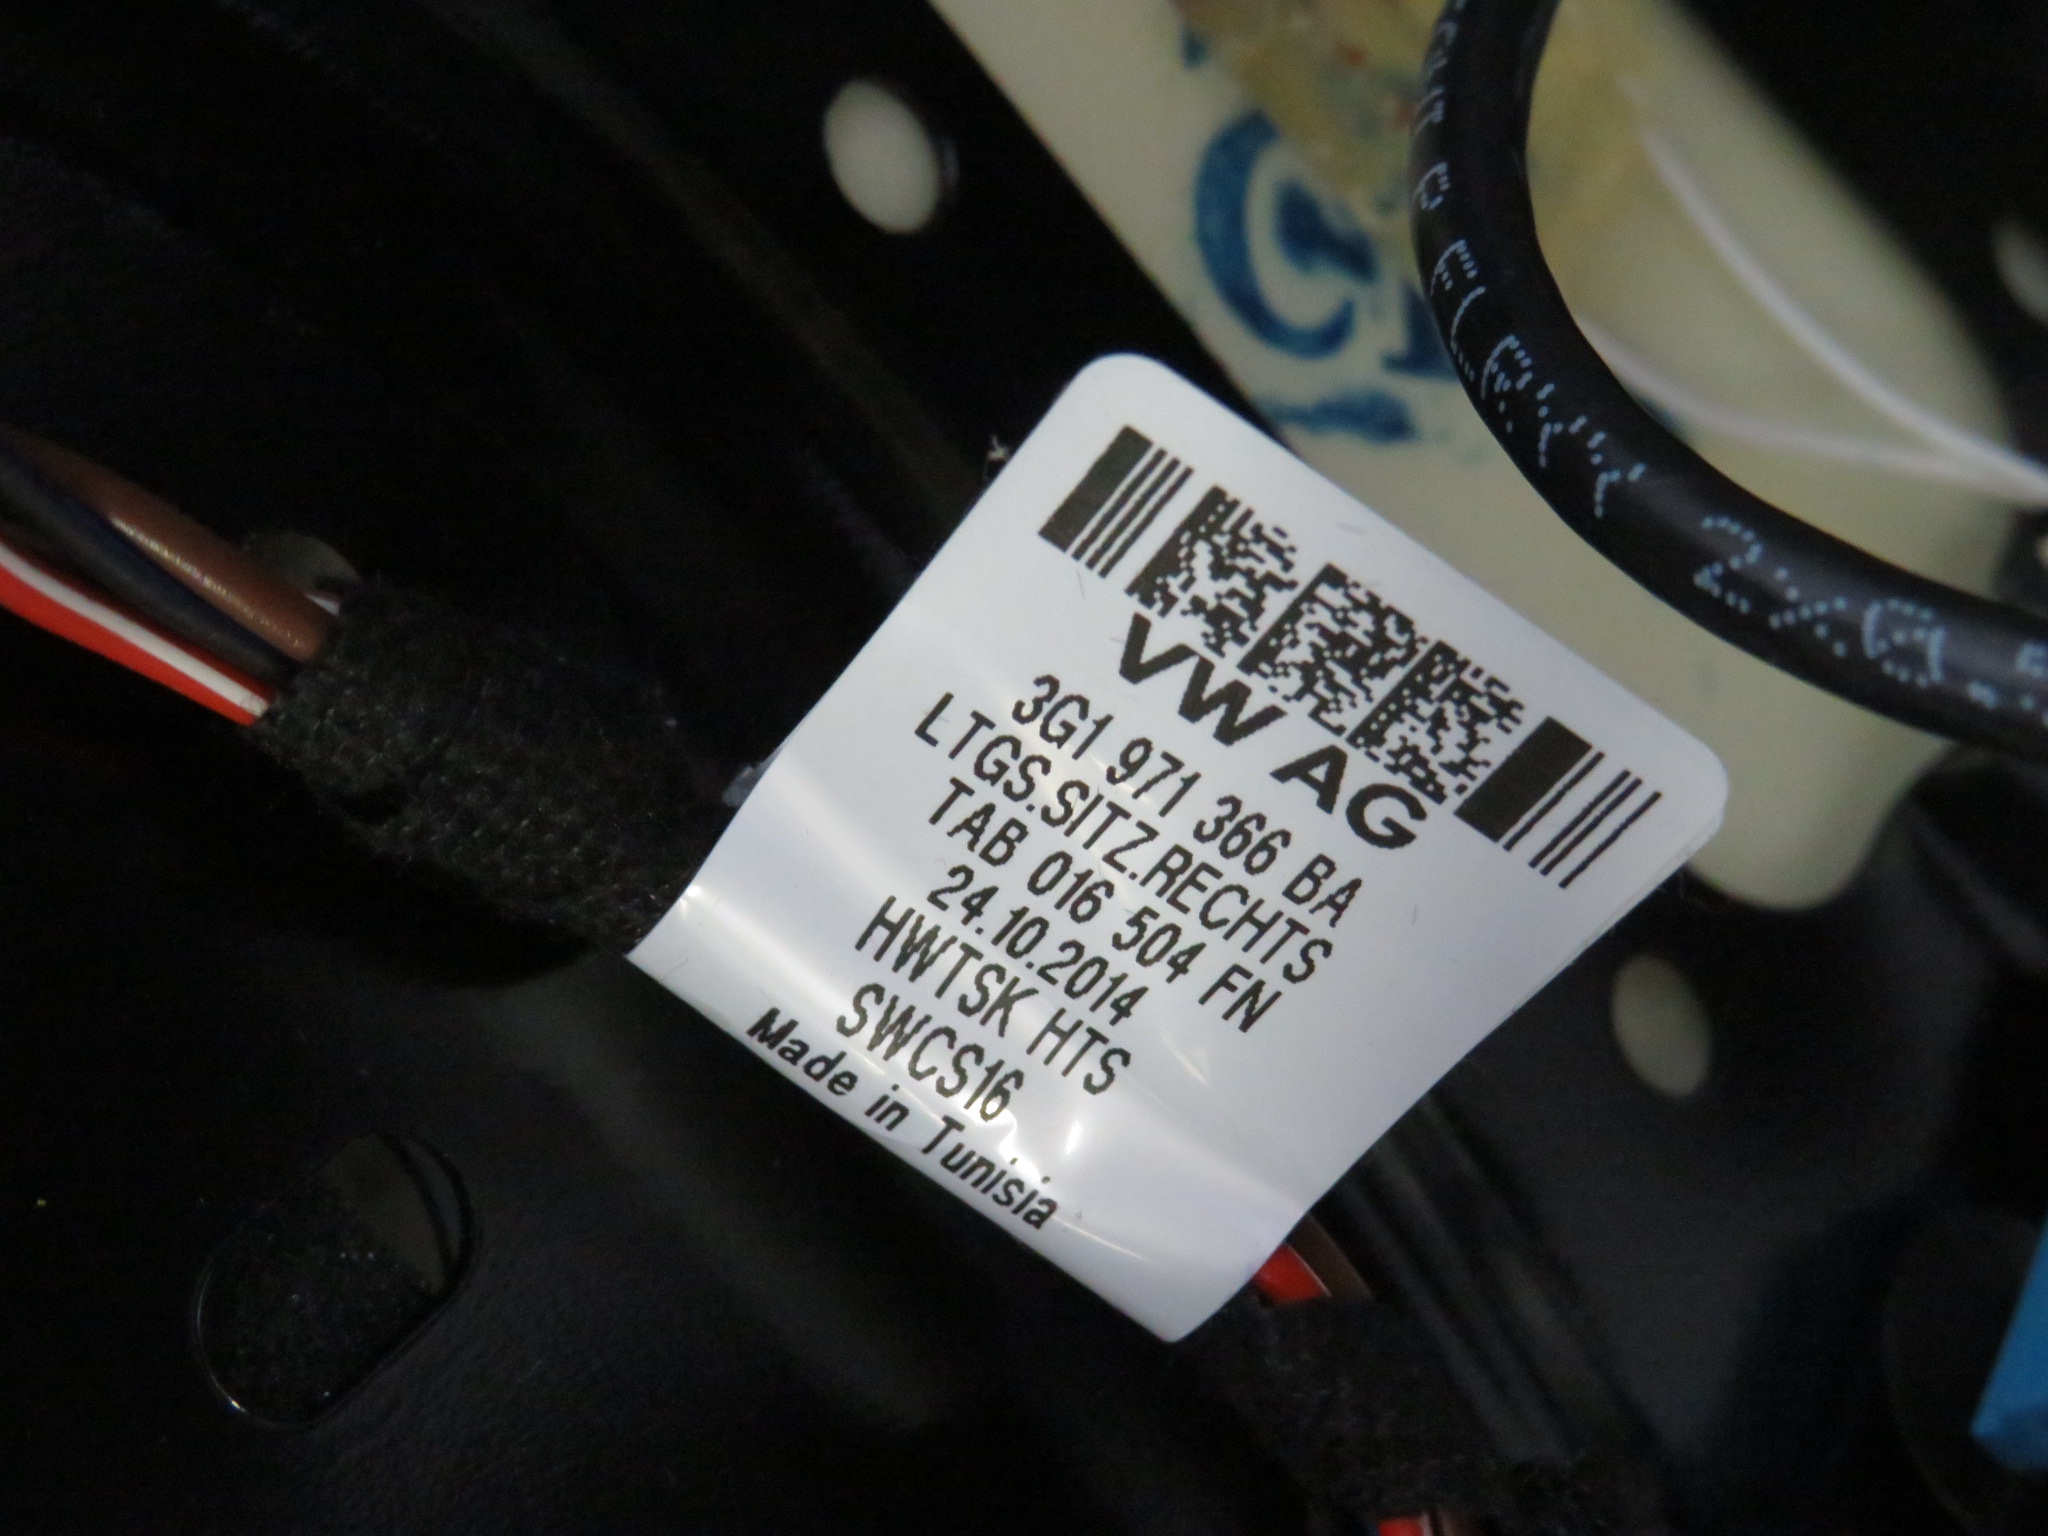 VW AG
3G1 971 366 BA
LTGS.SITZ.RECHTS
TAB 016 504 FN
24.10.2014
HWTSK HTS
SWCS16
Made in Tunisia